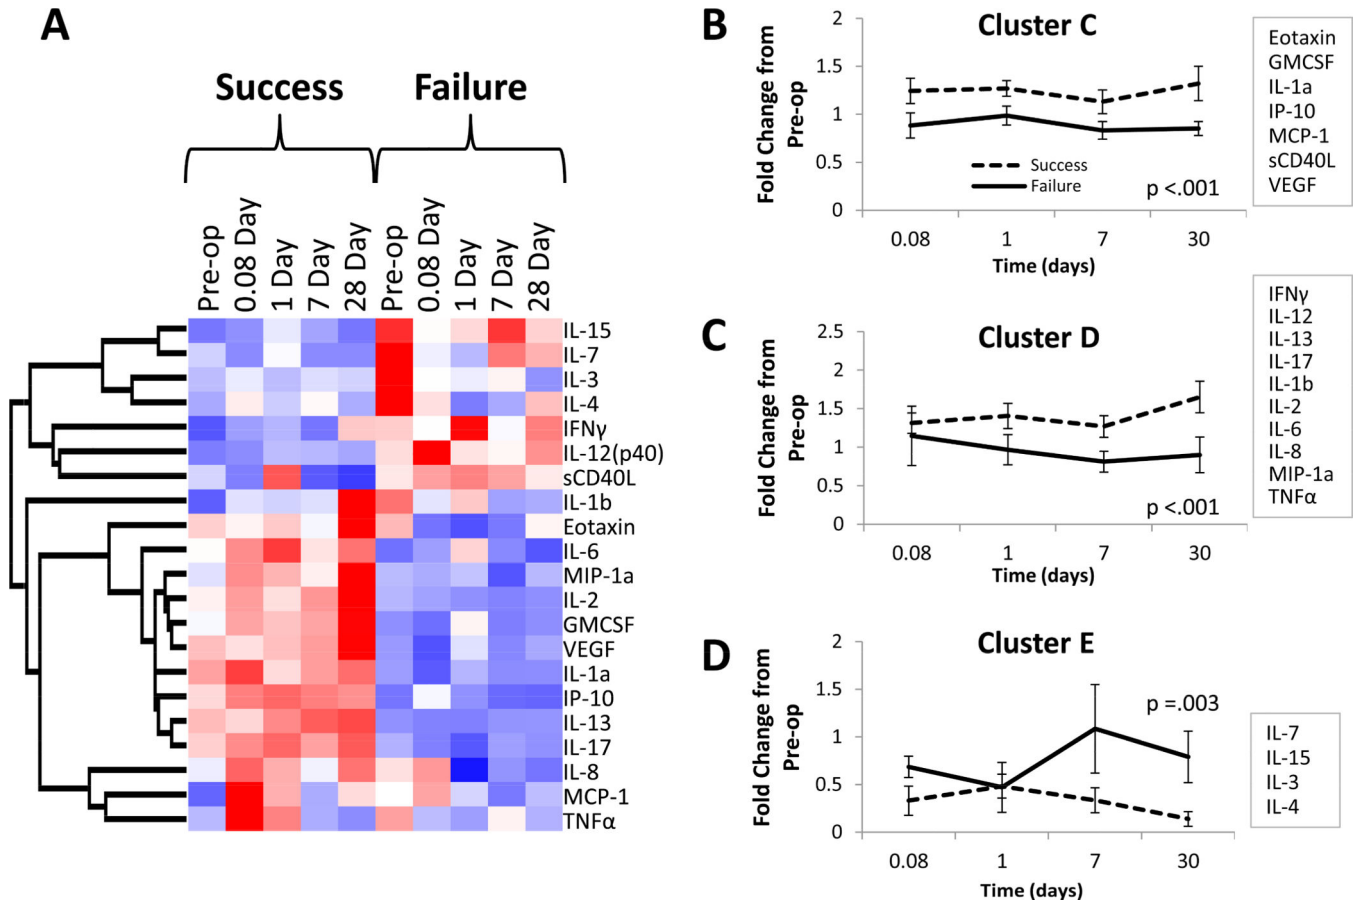 A
Success Failure
Pre-op
0.08 Day
1 Day
7 Day
28 Day
Pre-op
0.08 Day
1 Day
7 Day
28 Day
IL-15
IL-7
IL-3
IL-4
IFNγ
IL-12(p40)
sCD40L
IL-1b
Eotaxin
IL-6
MIP-1a
IL-2
GMCSF
VEGF
IL-1a
IP-10
IL-13
IL-17
IL-8
MCP-1
TNFα
B
Cluster C
Fold Change from
Pre-op
2
1.5
1
0.5
0
Success
Failure
p <.001
0.08 1 7 30
Time (days)
Eotaxin
GMCSF
IL-1a
IP-10
MCP-1
sCD40L
VEGF
C
Cluster D
Fold Change from
Pre-op
2.5
2
1.5
1
0.5
0
p <.001
0.08 1 7 30
Time (days)
IFNγ
IL-12
IL-13
IL-17
IL-1b
IL-2
IL-6
IL-8
MIP-1a
TNFα
D
Cluster E
Fold Change from
Pre-op
2
1.5
1
0.5
0
p =.003
0.08 1 7 30
Time (days)
IL-7
IL-15
IL-3
IL-4